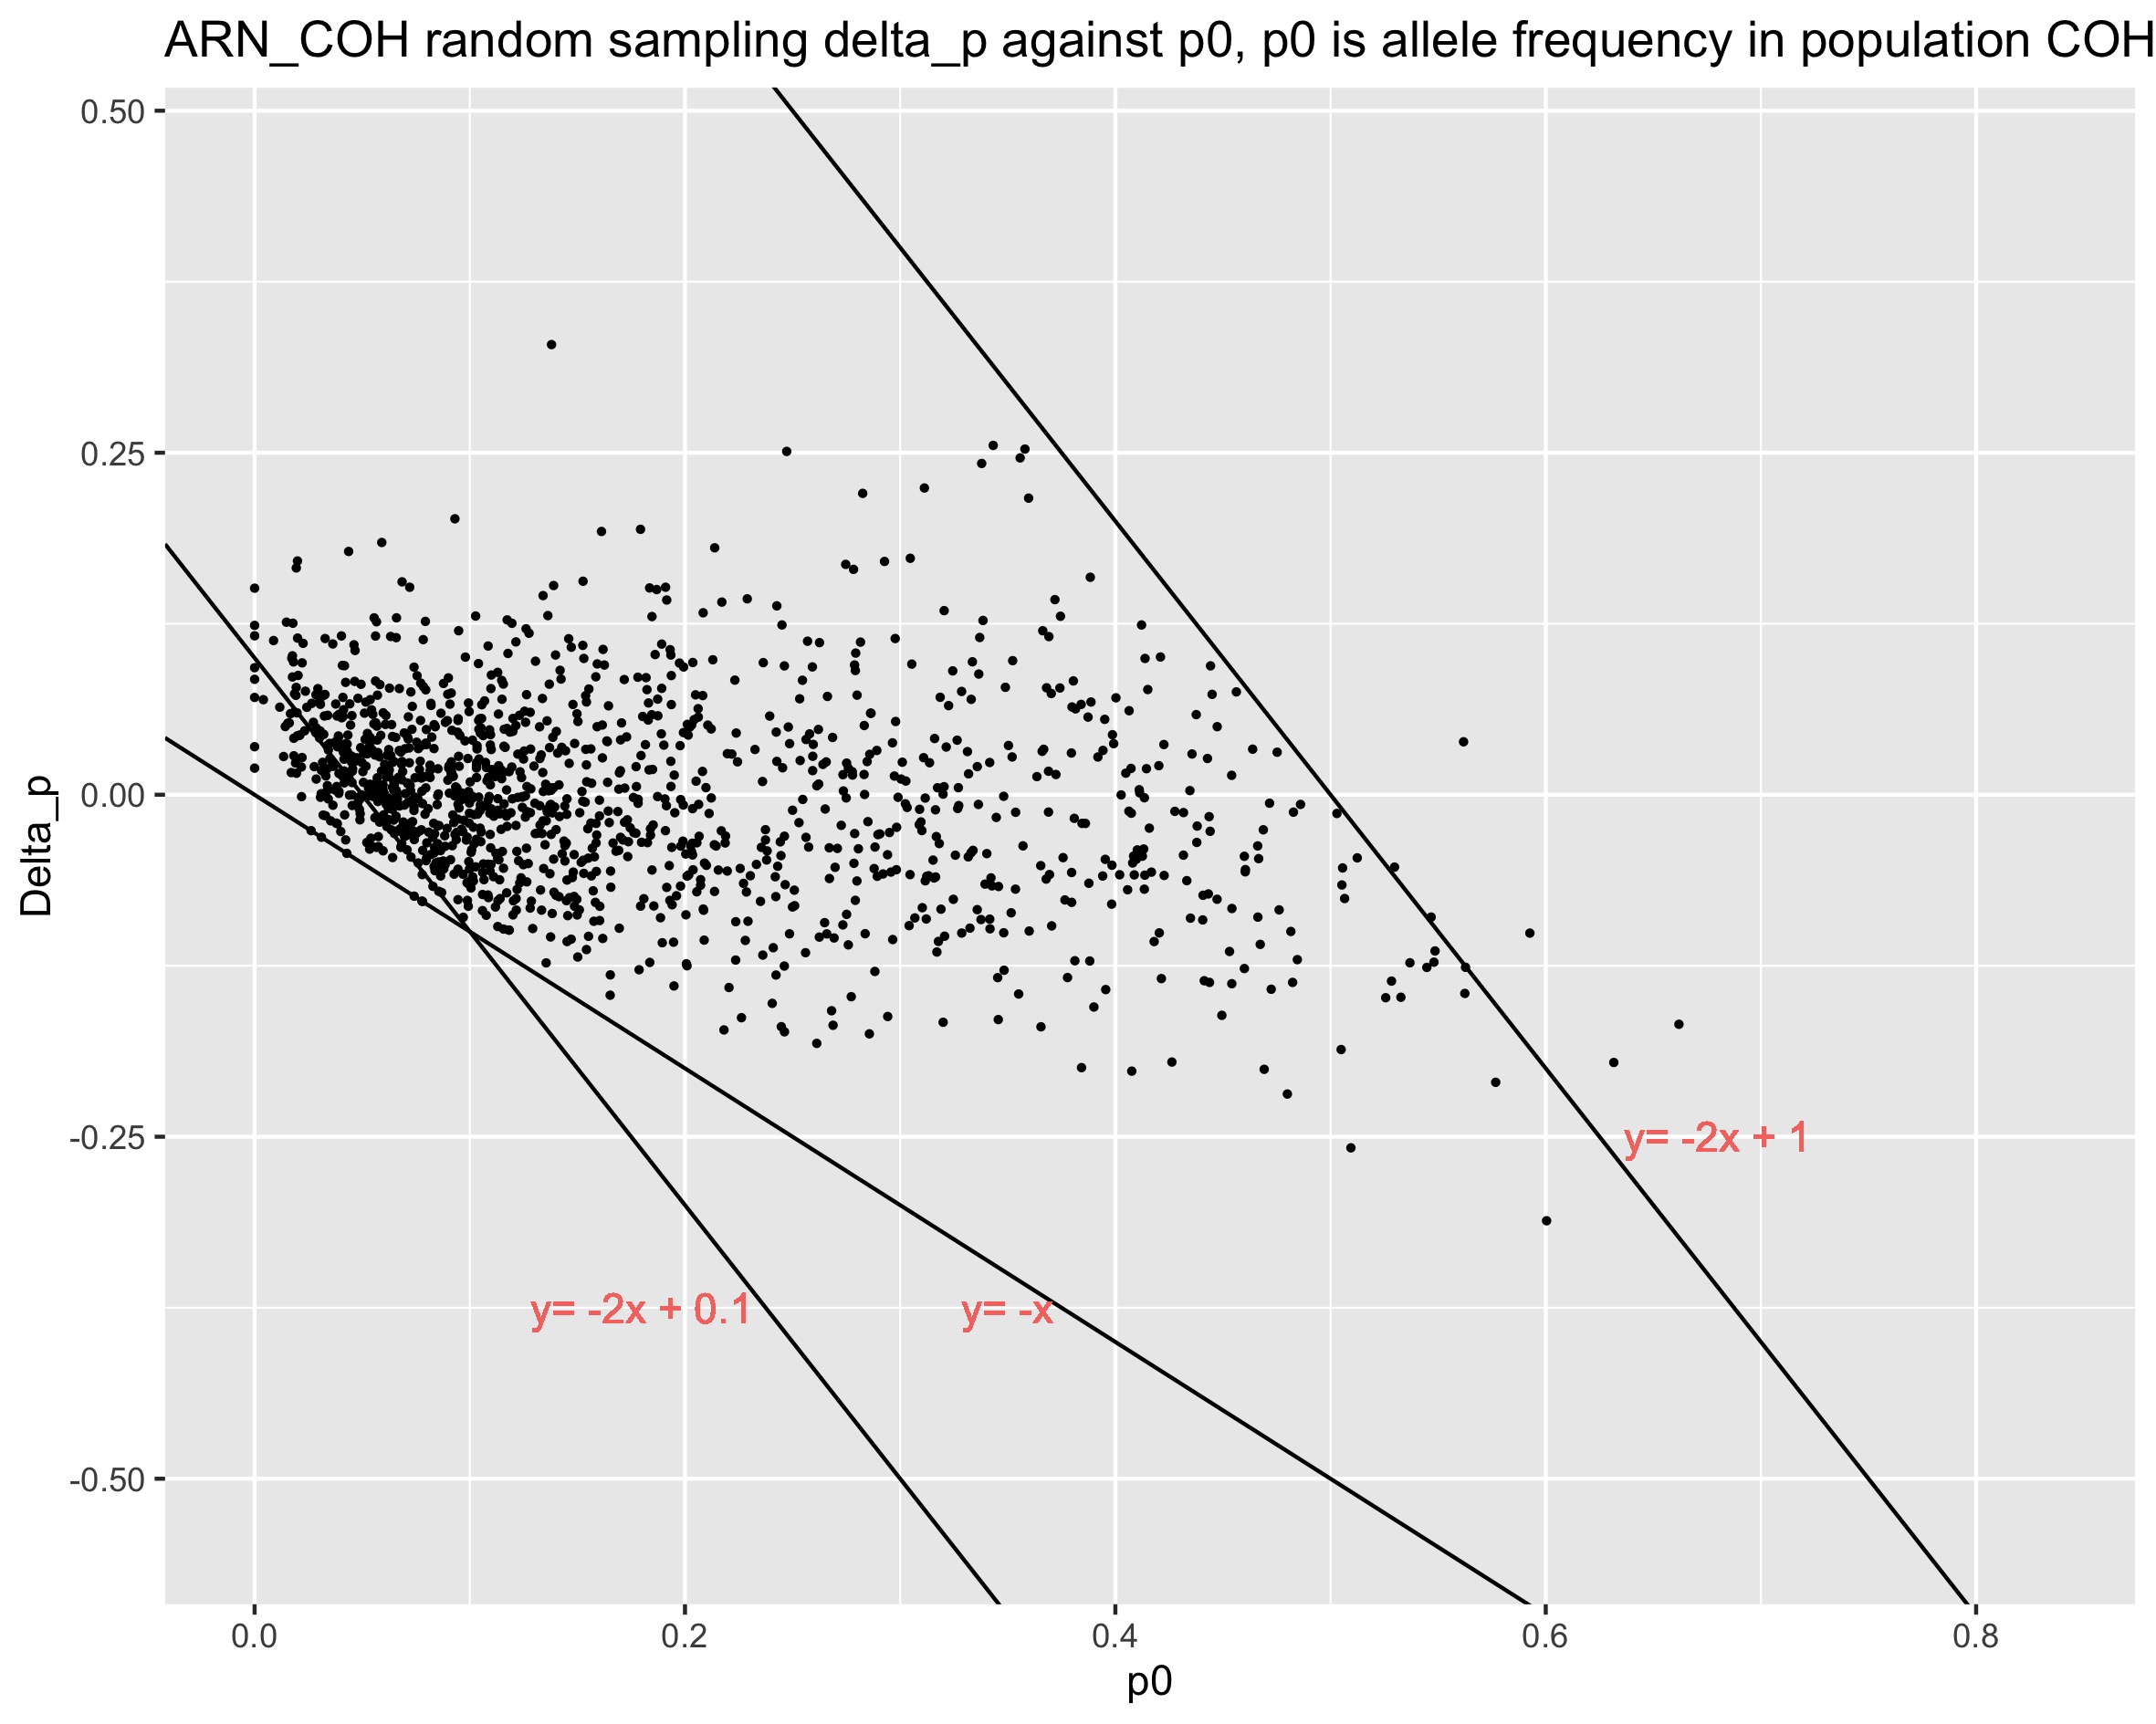 ARN_COH random sampling delta_p against p0, p0 is allele frequency in population COH
0.50
0.25
0.00
-0.25
-0.50
Delta_p
y= -2x + 1
y= -2x + 0.1
y= -x
0.0
0.2
0.4
0.6
0.8
p0